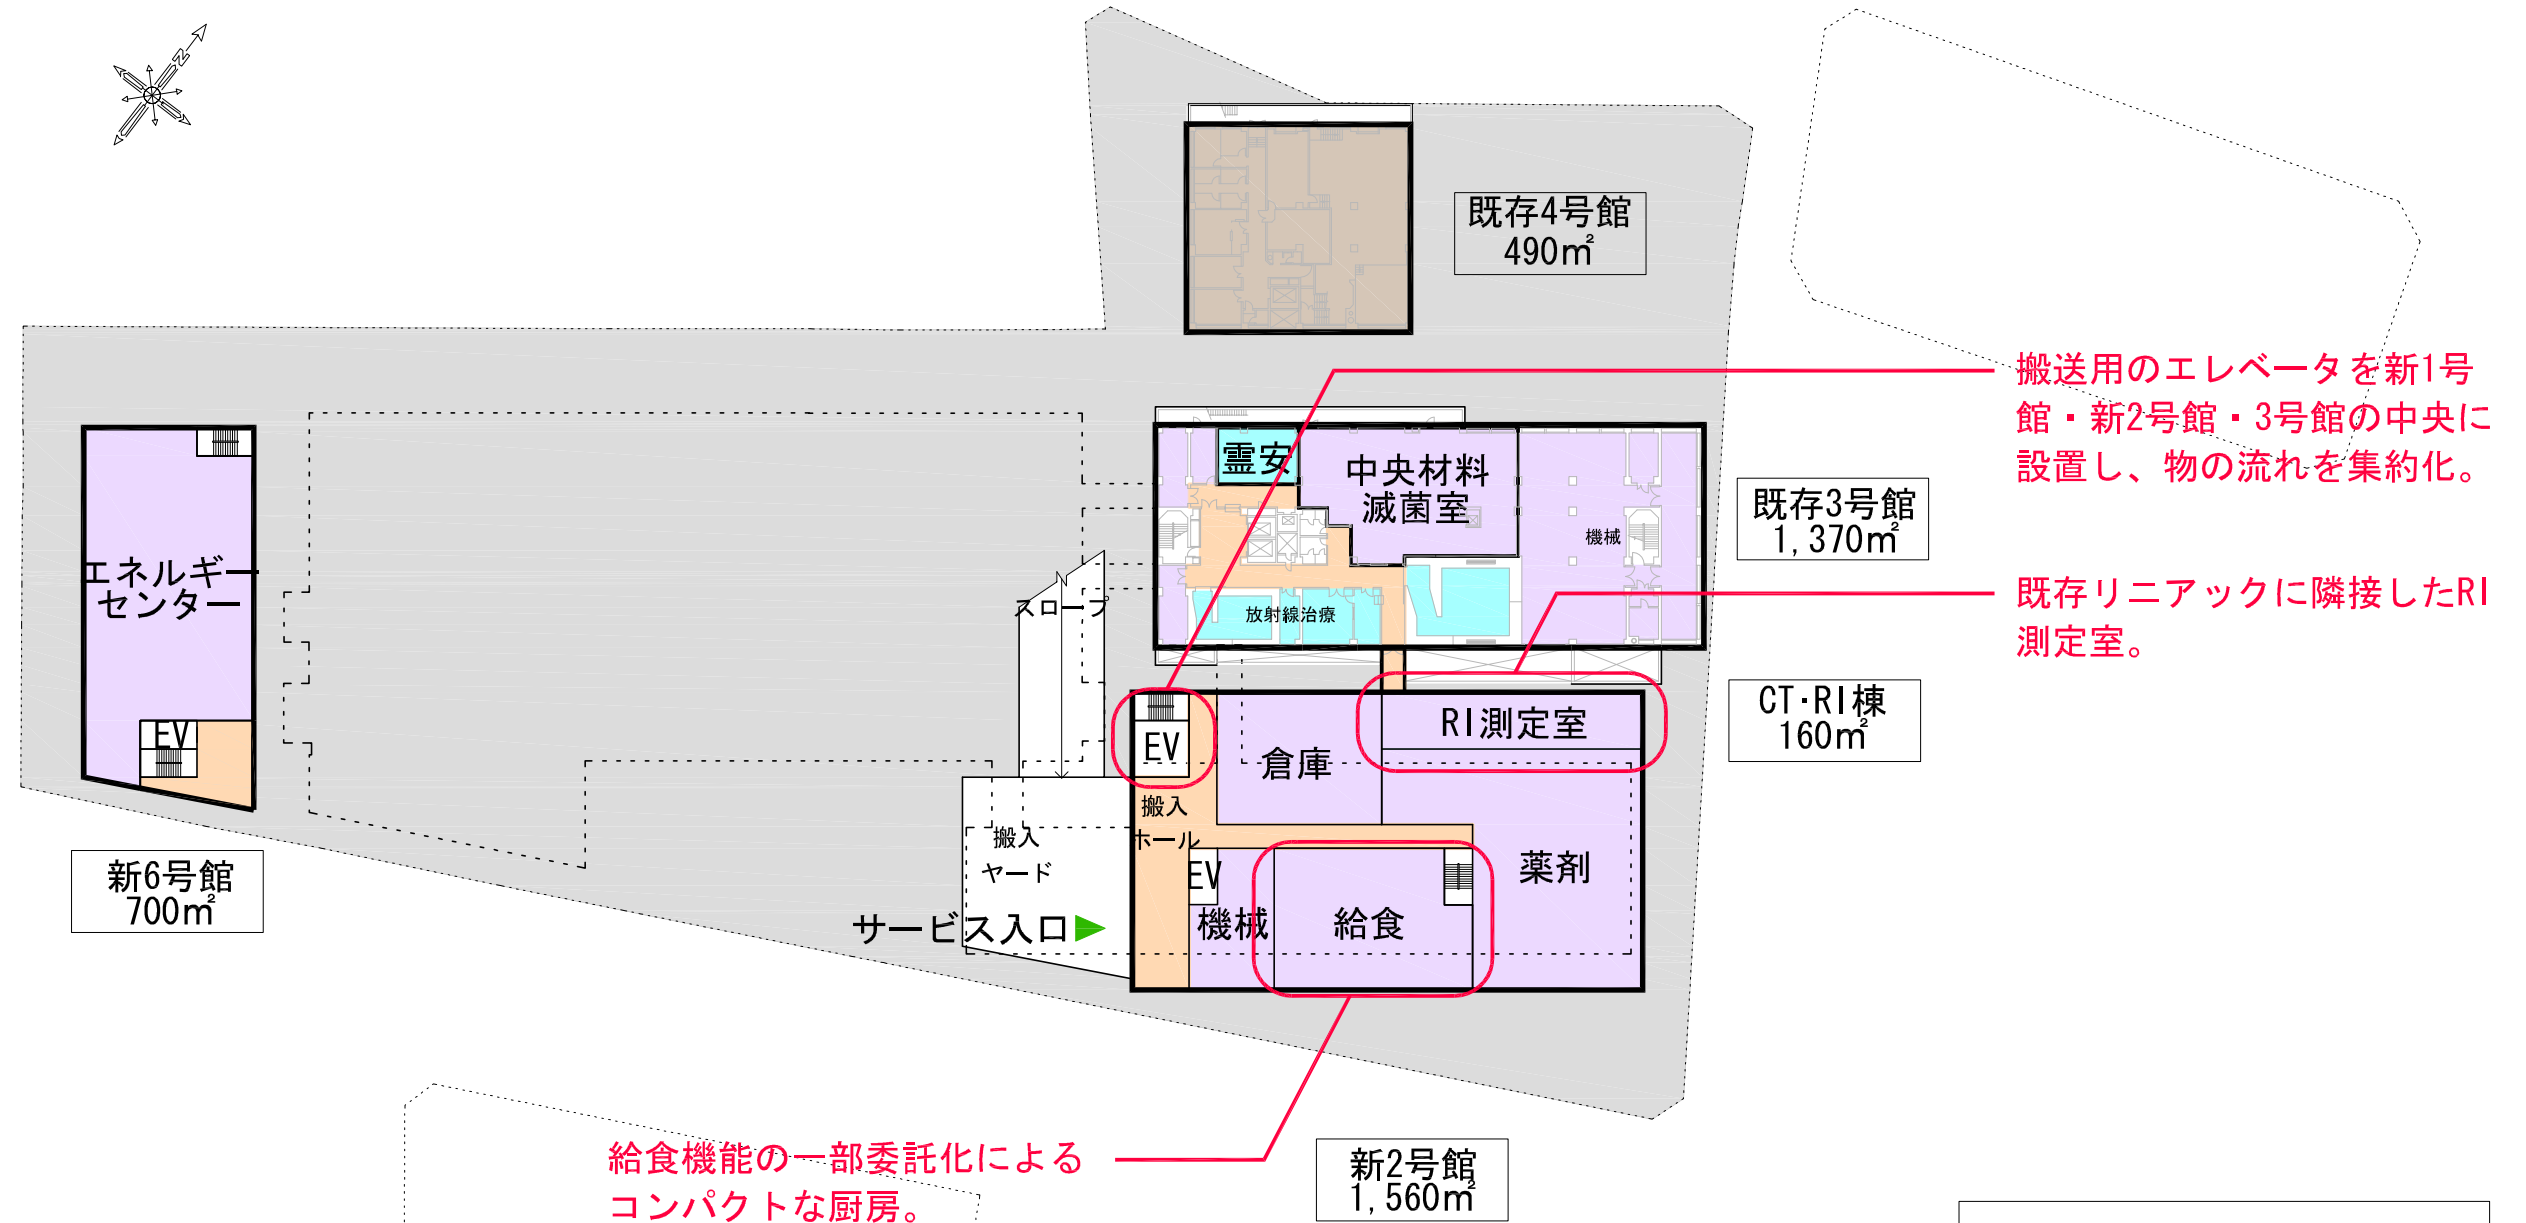 N
既存4号館
490㎡
搬送用のエレベータを新1号
館・新2号館・3号館の中央に
設置し、物の流れを集約化。
霊安
中央材料
滅菌室
機械
既存3号館
1,370㎡
エネルギー
センター
スロープ
放射線治療
既存リニアックに隣接したRI
測定室。
EV
EV
倉庫
RI測定室
CT・RI棟
160㎡
搬入
ホール
搬入
ヤード
EV
薬剤
新6号館
700㎡
サービス入口
機械
給食
給食機能の一部委託化による
コンパクトな厨房。
新2号館
1,560㎡